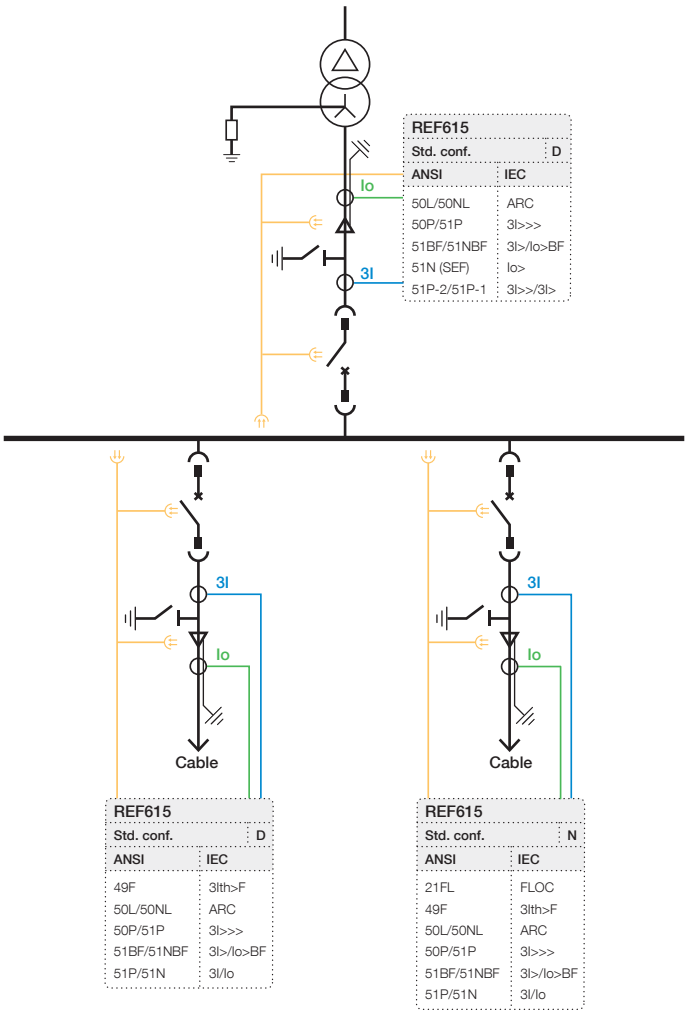 REF615
Std. conf. D
ANSI IEC
Io
50L/50NL ARC
50P/51P 3I>>>
51BF/51NBF 3I>/Io>BF
51N (SEF) Io>
3I
51P-2/51P-1 3I>>/3I>
3I 3I
Io Io
Cable Cable
REF615
Std. conf. D
ANSI IEC
49F 3Ith>F
50L/50NL ARC
50P/51P 3I>>>
51BF/51NBF 3I>/Io>BF
51P/51N 3I/Io
REF615
Std. conf. N
ANSI IEC
21FL FLOC
49F 3Ith>F
50L/50NL ARC
50P/51P 3I>>>
51BF/51NBF 3I>/Io>BF
51P/51N 3I/Io